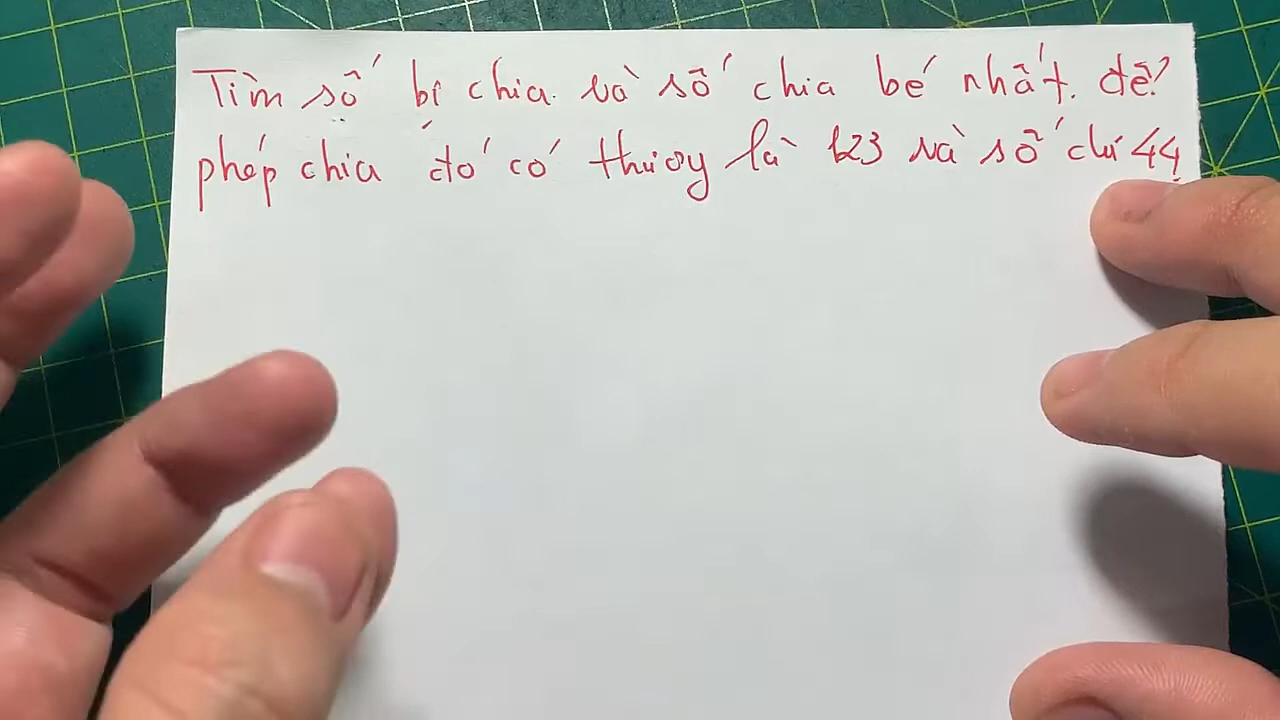 Tìm số bị chia và số chia bé nhất để
phép chia đó có thương là 123 và số dư 44